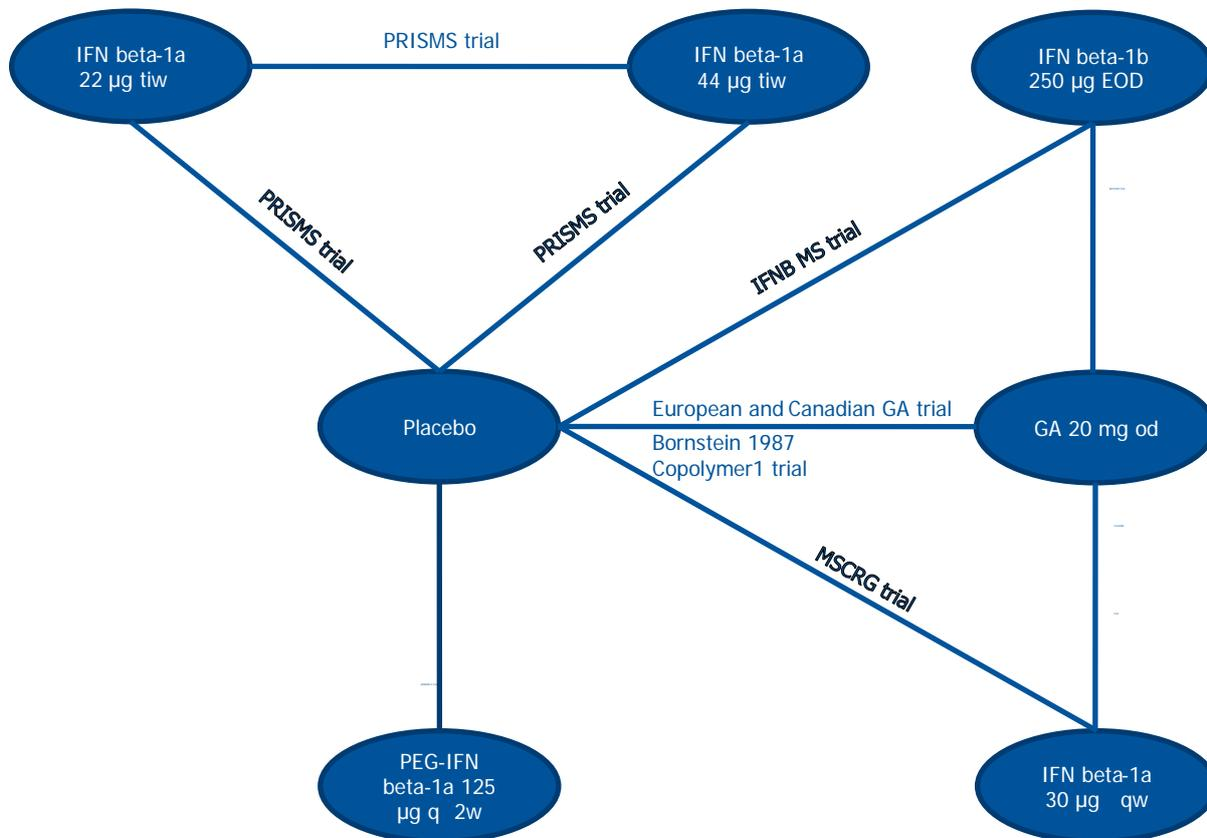 IFN beta-1a
22 µg tiw
PRISMS trial
IFN beta-1a
44 µg tiw
IFN beta-1b
250 µg EOD
PRISMS trial
PRISMS trial
IFNB MS trial
Placebo
European and Canadian GA trial
Bornstein 1987
Copolymer1 trial
GA 20 mg od
MSCRG trial
PEG-IFN
beta-1a 125
µg q 2w
IFN beta-1a
30 µg qw